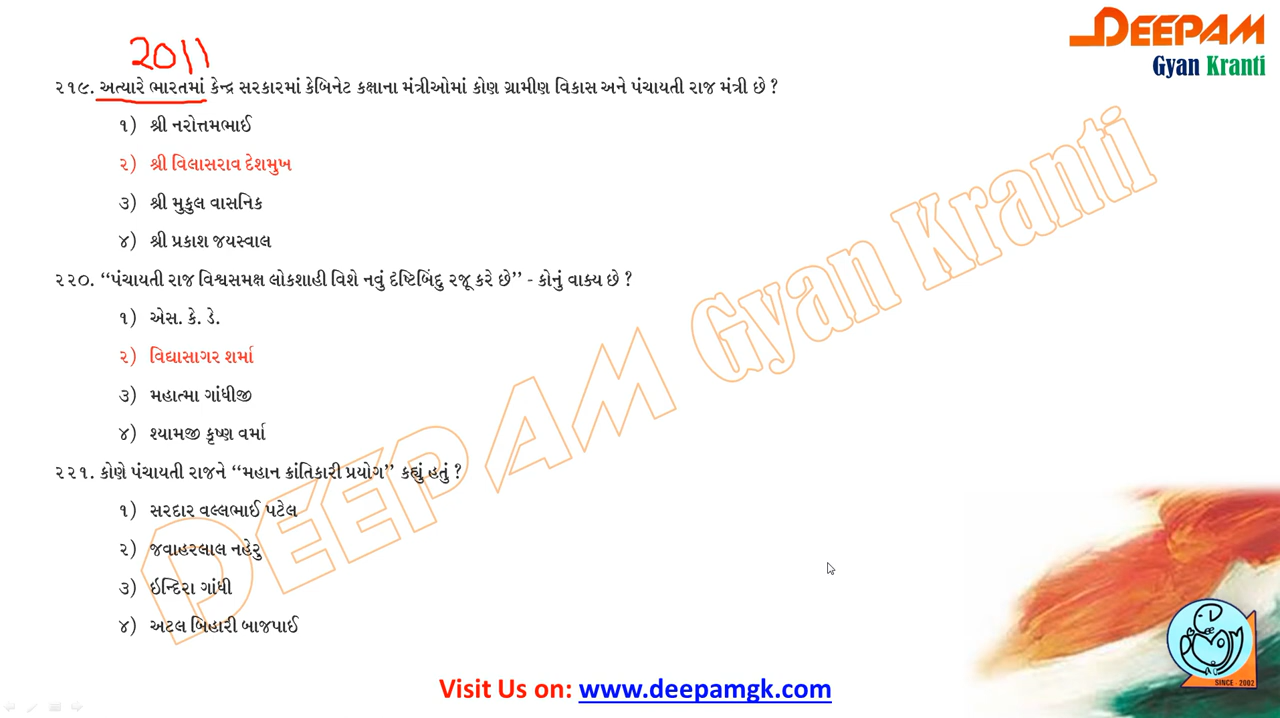 DEEPAM
Gyan Kranti
2011
૨૧૯. અત્યારે ભારતમાં કેન્દ્ર સરકારમાં કેબિનેટ કક્ષાના મંત્રીઓમાં કોણ ગ્રામીણ વિકાસ અને પંચાયતી રાજ મંત્રી છે ?
૧) શ્રી નરોત્તમભાઈ
૨) શ્રી વિલાસરાવ દેશમુખ
૩) શ્રી મુકુલ વાસનિક
૪) શ્રી પ્રકાશ જયસ્વાલ
૨૨૦. “પંચાયતી રાજ વિશ્વસમક્ષ લોકશાહી વિશે નવું દૃષ્ટિબિંદુ રજૂ કરે છે” - કોનું વાક્ય છે ?
૧) એસ. કે. ડે.
૨) વિદ્યાસાગર શર્મા
૩) મહાત્મા ગાંધીજી
૪) શ્યામજી કૃષ્ણ વર્મા
૨૨૧. કોણે પંચાયતી રાજને “મહાન ક્રાંતિકારી પ્રયોગ” કહ્યું હતું ?
૧) સરદાર વલ્લભાઈ પટેલ
૨) જવાહરલાલ નહેરુ
૩) ઇન્દિરા ગાંધી
૪) અટલ બિહારી બાજપાઈ
DEEPAM Gyan Kranti
SINCE - 2002
Visit Us on: www.deepamgk.com